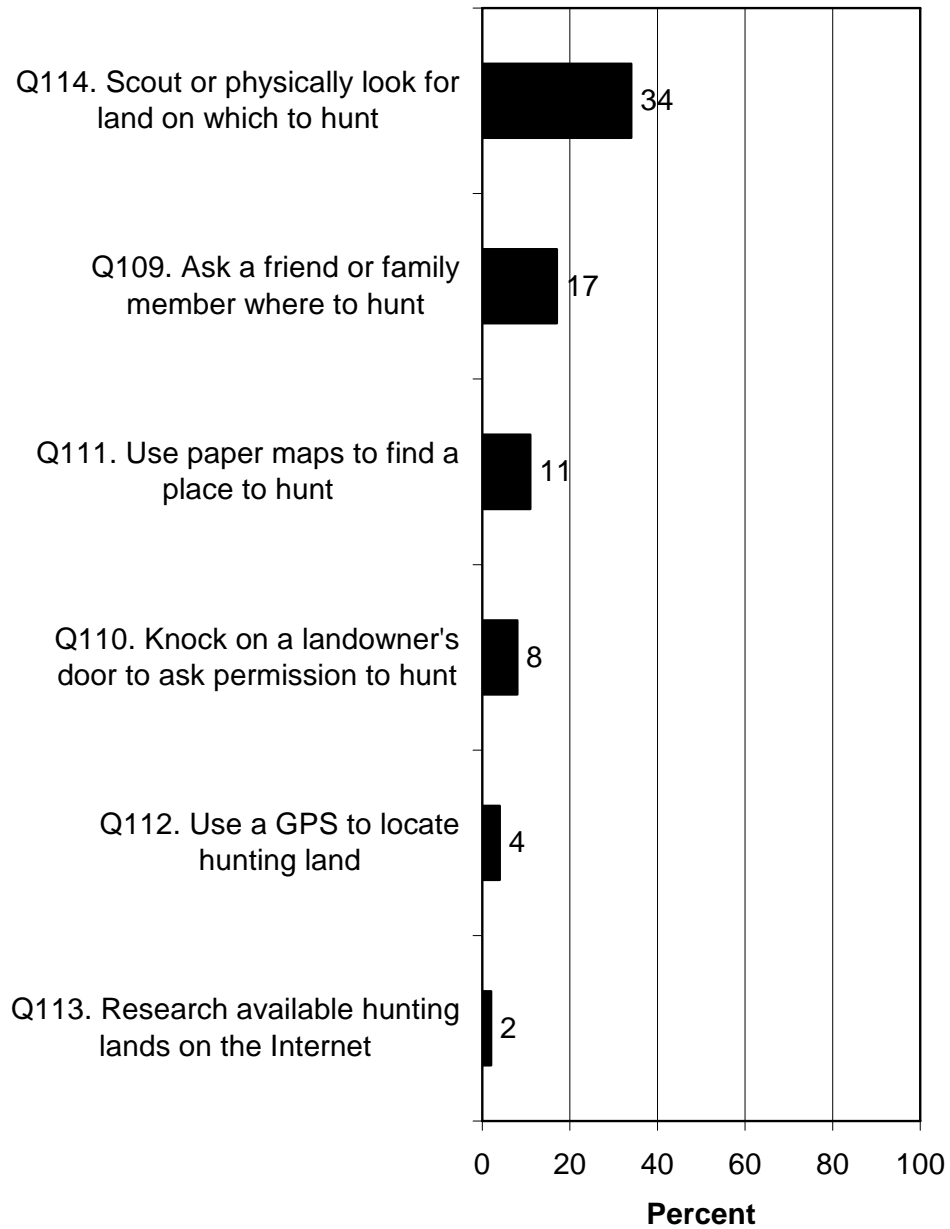 Q114. Scout or physically look for
land on which to hunt
34
Q109. Ask a friend or family
member where to hunt
17
Q111. Use paper maps to find a
place to hunt
11
Q110. Knock on a landowner's
door to ask permission to hunt
8
Q112. Use a GPS to locate
hunting land
4
Q113. Research available hunting
lands on the Internet
2
0 20 40 60 80 100
Percent